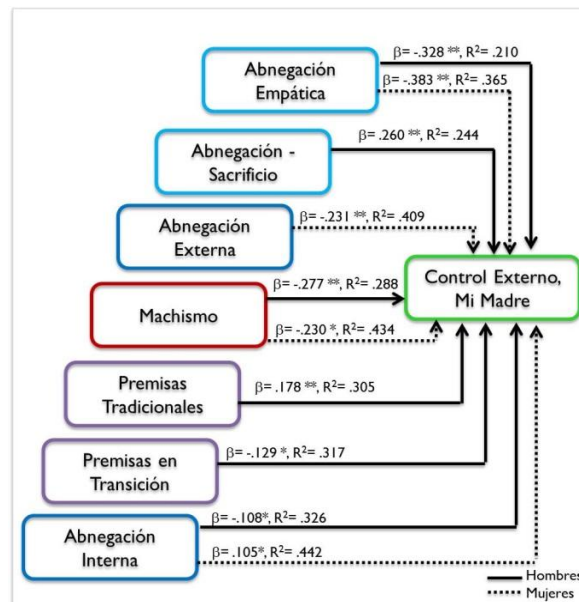 β= -.328 **, R²= .210
Abnegación
Empática
β= -.383 **, R²= .365
Abnegación -
Sacrificio
β= .260 **, R²= .244
Abnegación
Externa
β= -.231 **, R²= .409
Control Externo,
Mi Madre
Machismo
β= -.277 **, R²= .288
β= -.230 *, R²= .434
Premisas
Tradicionales
β= .178 **, R²= .305
Premisas en
Transición
β= -.129 *, R²= .317
Abnegación
Interna
β= -.108*, R²= .326
β= .105*, R²= .442
Hombres
Mujeres